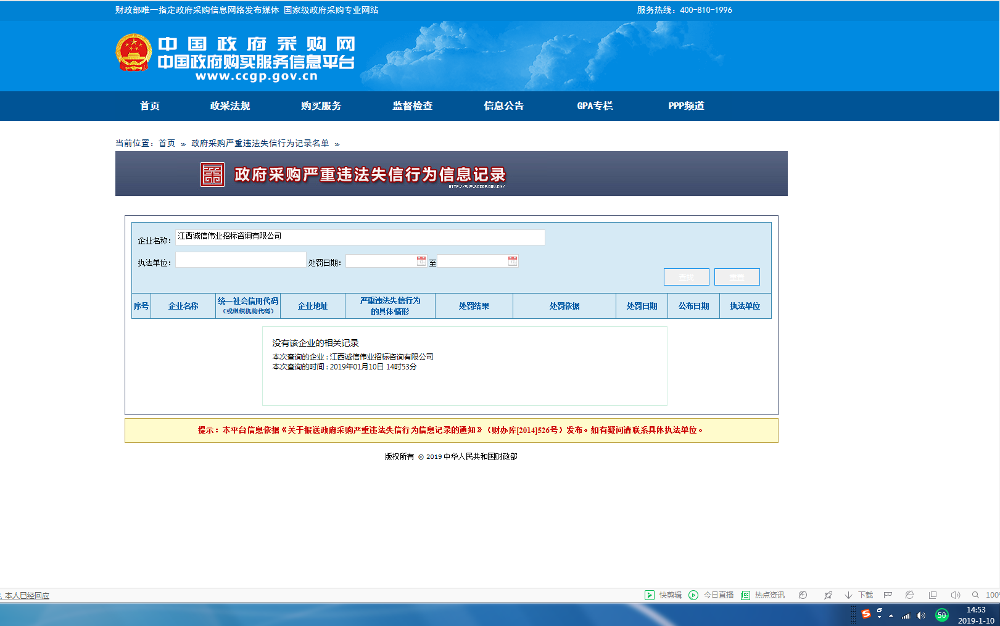 财政部唯一指定政府采购信息网络发布媒体 国家级政府采购专业网站 服务热线：400-810-1996
中国政府采购网
中国政府购买服务信息平台
www.ccgp.gov.cn
首页 政采法规 购买服务 监督检查 信息公告 GPA专栏 PPP频道
当前位置：首页 » 政府采购严重违法失信行为记录名单 »
政府采购严重违法失信行为信息记录
HTTP://WWW.CCGP.GOV.CN/
企业名称： 江西诚信伟业招标咨询有限公司
执法单位： 处罚日期： 至
查找 重置
序号 企业名称 统一社会信用代码 （或组织机构代码） 企业地址 严重违法失信行为 的具体情形 处罚结果 处罚依据 处罚日期 公布日期 执法单位
没有该企业的相关记录
本次查询的企业 : 江西诚信伟业招标咨询有限公司
本次查询的时间 : 2019年01月10日 14时53分
提示：本平台信息依据《关于报送政府采购严重违法失信行为信息记录的通知》（财办库[2014]526号）发布。如有疑问请联系具体执法单位。
版权所有 © 2019 中华人民共和国财政部
本人已经回应 快剪辑 今日直播 热点资讯 下载 100%
50 14:53
2019-1-10